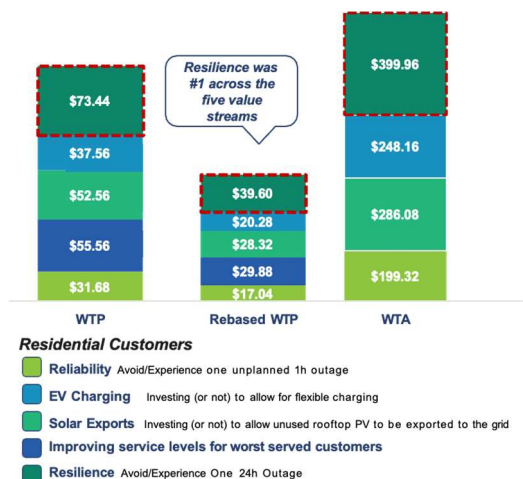 $73.44
$37.56
$52.56
$55.56
$31.68
WTP
Resilience was
#1 across the
five value
streams
$39.60
$20.28
$28.32
$29.88
$17.04
Rebased WTP
$399.96
$248.16
$286.08
$199.32
WTA
Residential Customers
Reliability Avoid/Experience one unplanned 1h outage
EV Charging Investing (or not) to allow for flexible charging
Solar Exports Investing (or not) to allow unused rooftop PV to be exported to the grid
Improving service levels for worst served customers
Resilience Avoid/Experience One 24h Outage